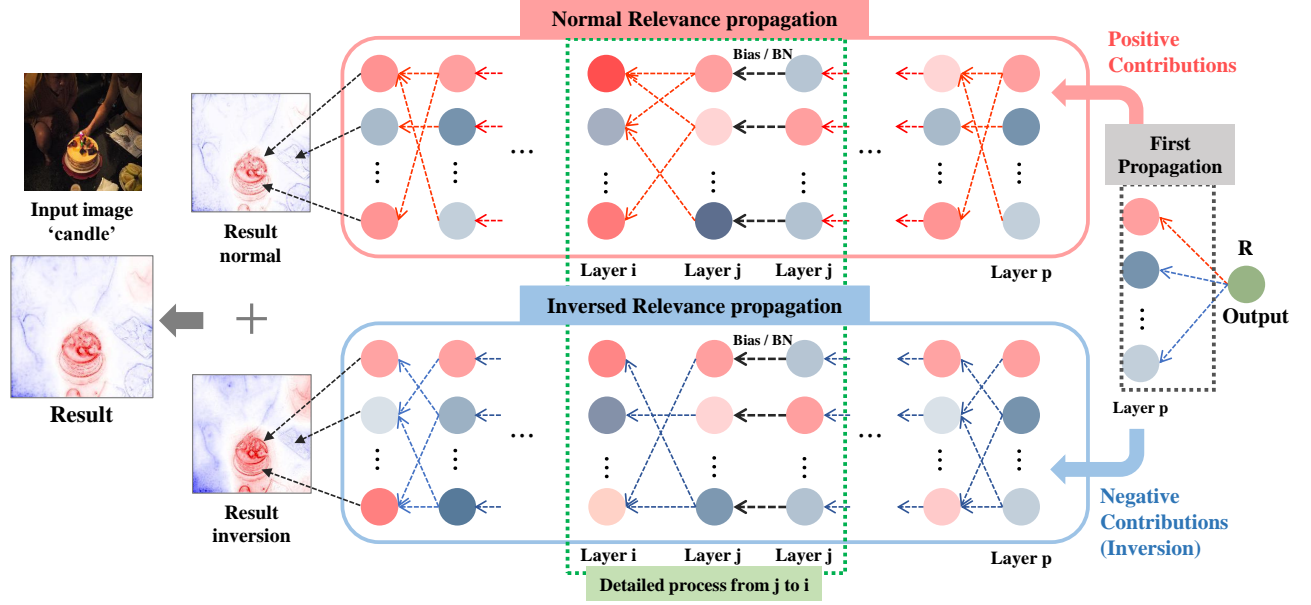 Normal Relevance propagation
Bias / BN
Positive
Contributions
First
Propagation
Input image
‘candle’
Result
normal
...
...
Layer i
Layer j
Layer j
Layer p
R
Output
Layer p
Inversed Relevance propagation
Bias / BN
+
Result
Result
inversion
...
...
Negative
Contributions
(Inversion)
Layer i
Layer j
Layer j
Layer p
Detailed process from j to i